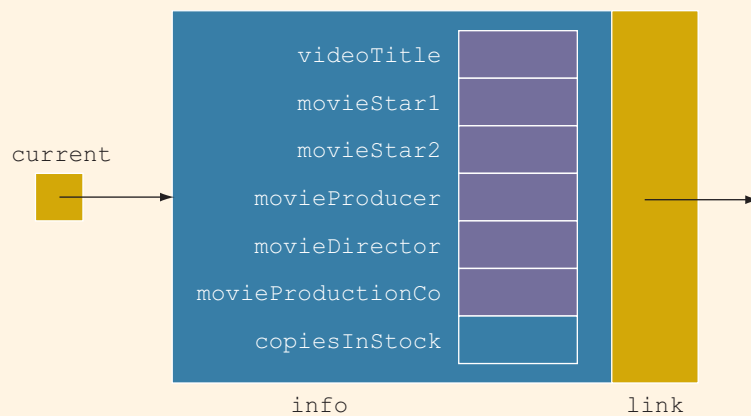 videoTitle
movieStar1
movieStar2
current
movieProducer
movieDirector
movieProductionCo
copiesInStock
info
link